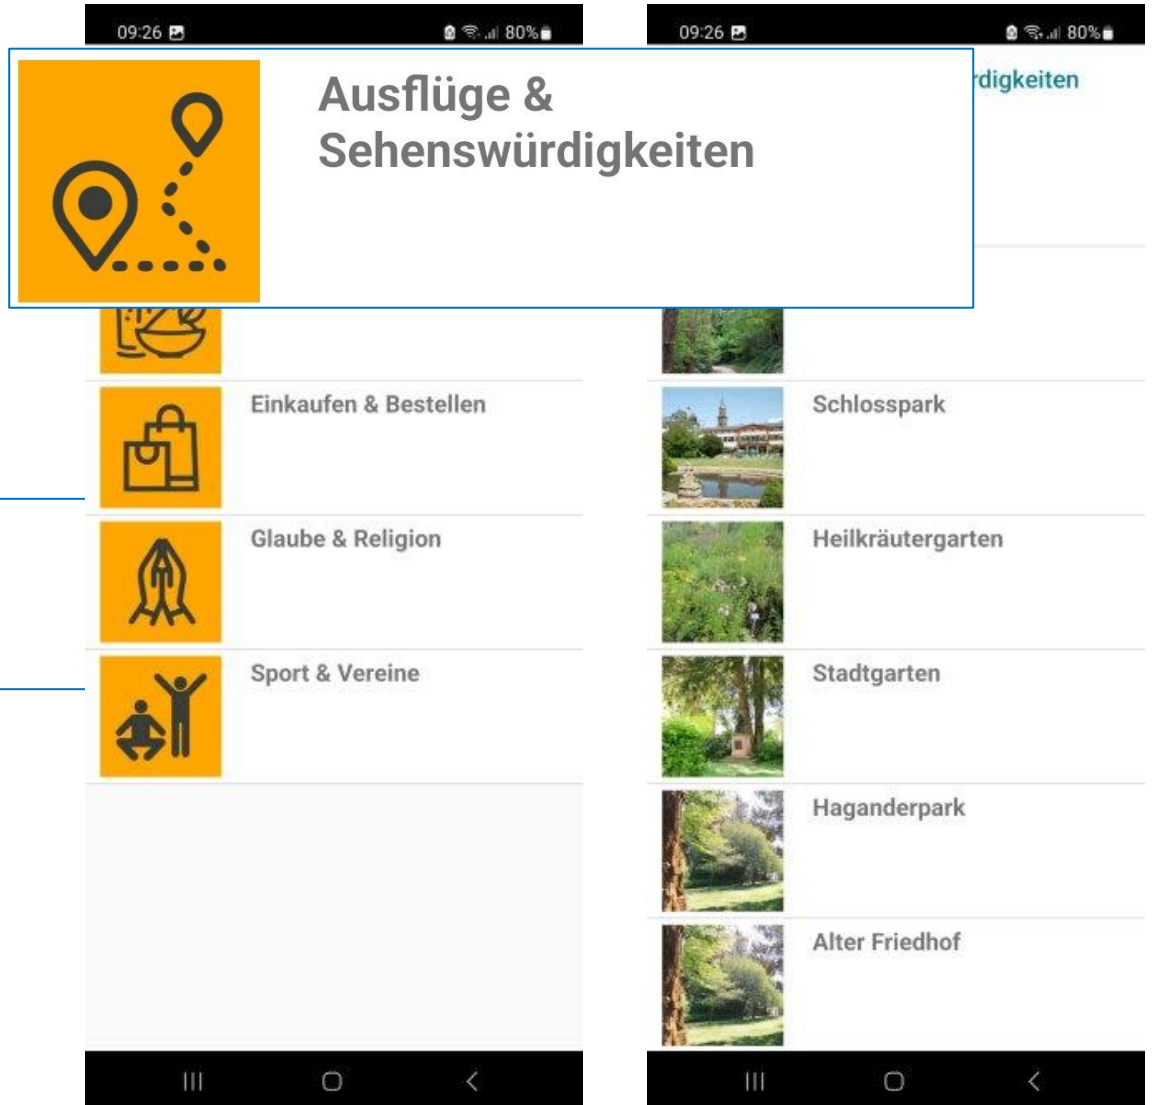 09:26 80%
09:26 80%
Ausflüge &
Sehenswürdigkeiten
rdigkeiten
Einkaufen & Bestellen
Glaube & Religion
Sport & Vereine
Schlosspark
Heilkräutergarten
Stadtgarten
Haganderpark
Alter Friedhof